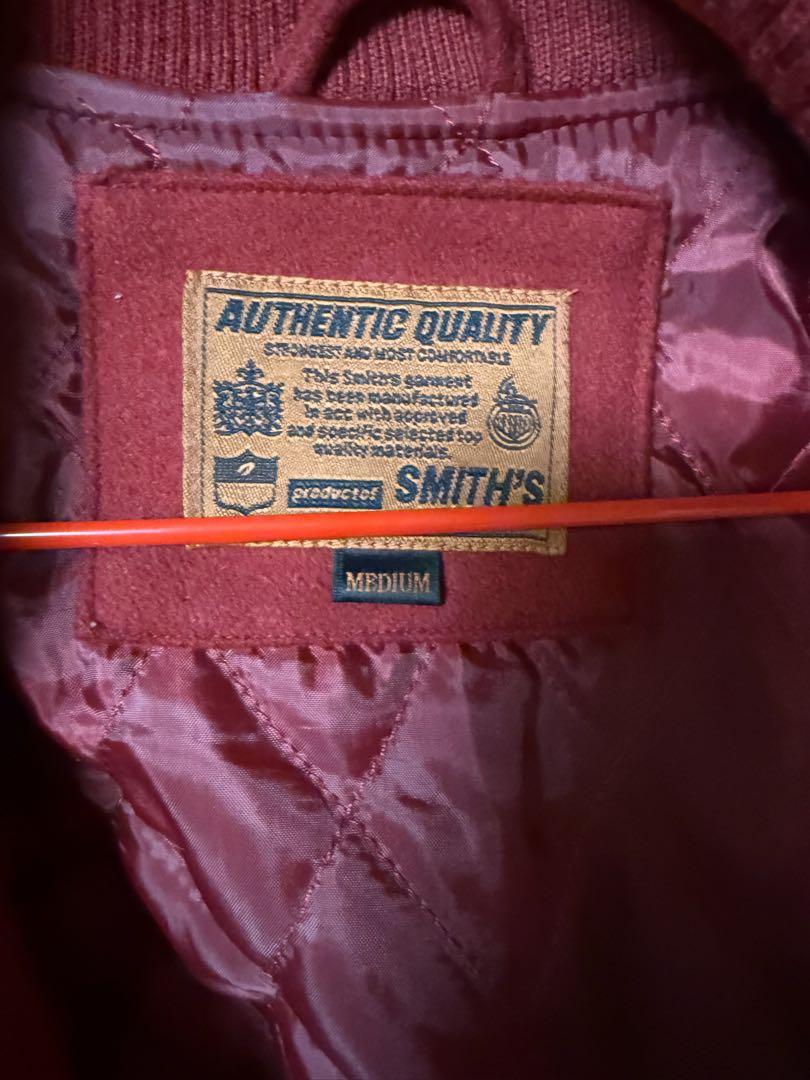 AUTHENTIC QUALITY
STRONGEST AND MOST COMFORTABLE
This Smith's garment
has been manufactured
in acc with approved
and specific selected top
quality materials.
product of SMITH'S
MEDIUM